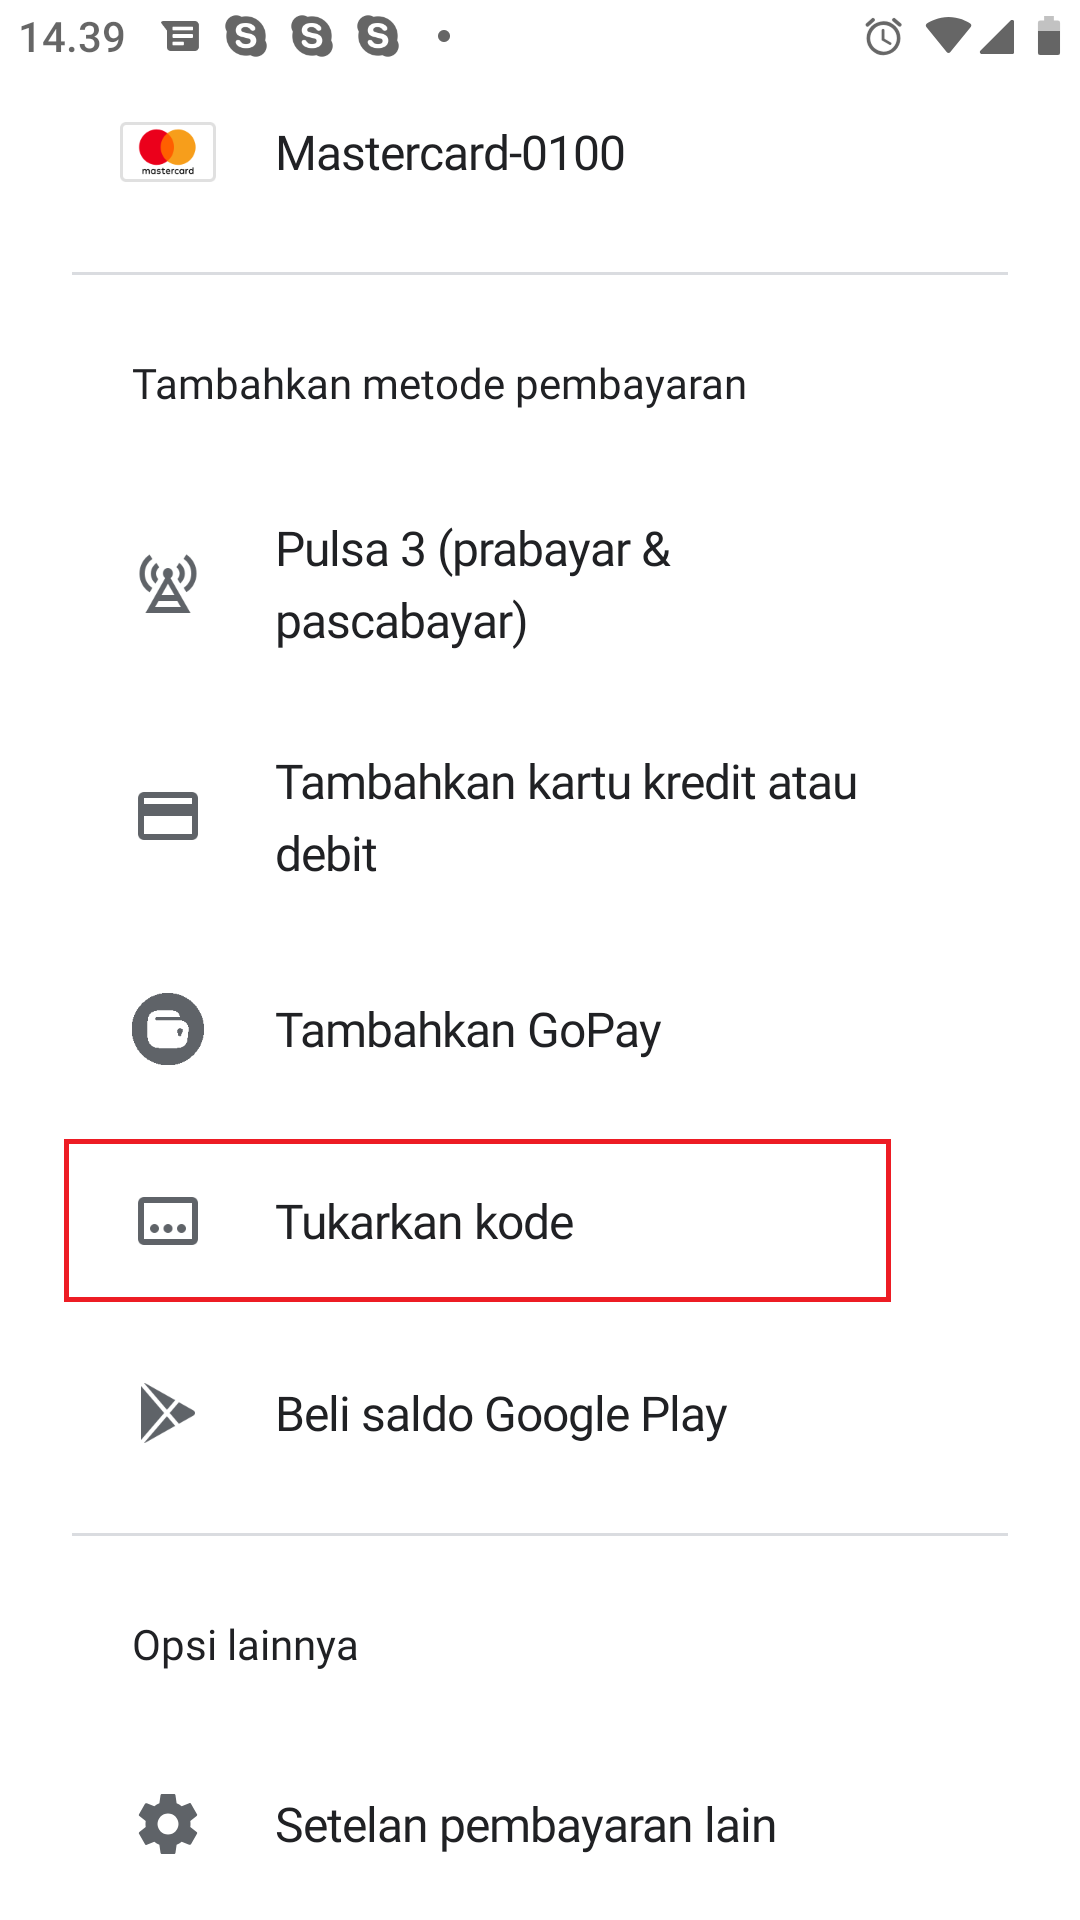 14.39
S S S
mastercard
Mastercard-0100
Tambahkan metode pembayaran
Pulsa 3 (prabayar &
pascabayar)
Tambahkan kartu kredit atau
debit
Tambahkan GoPay
Tukarkan kode
Beli saldo Google Play
Opsi lainnya
Setelan pembayaran lain